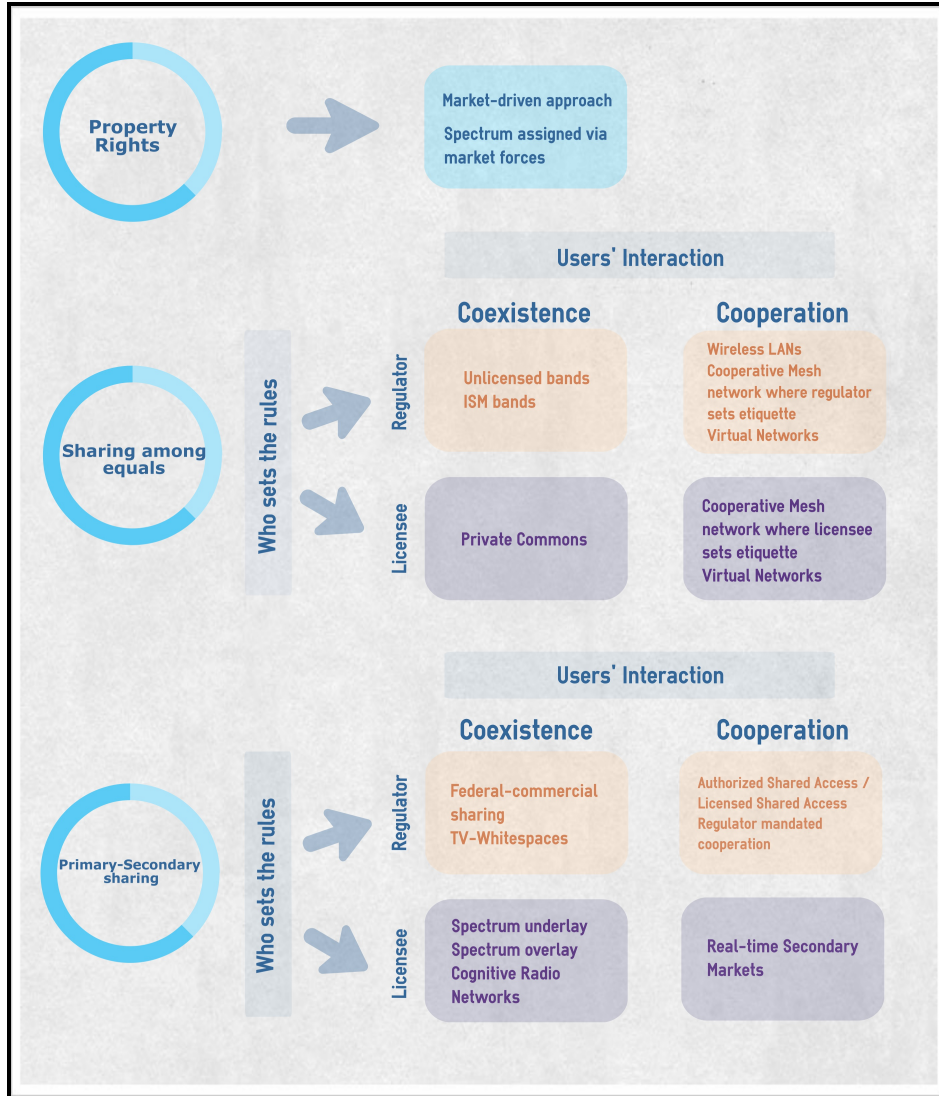 Property
Rights
Market-driven approach
Spectrum assigned via
market forces
Users' Interaction
Coexistence
Cooperation
Sharing among
equals
Who sets the rules
Regulator
Unlicensed bands
ISM bands
Wireless LANs
Cooperative Mesh
network where regulator
sets etiquette
Virtual Networks
Licensee
Private Commons
Cooperative Mesh
network where licensee
sets etiquette
Virtual Networks
Users' Interaction
Coexistence
Cooperation
Primary-Secondary
sharing
Who sets the rules
Regulator
Federal-commercial
sharing
TV-Whitespaces
Authorized Shared Access /
Licensed Shared Access
Regulator mandated
cooperation
Licensee
Spectrum underlay
Spectrum overlay
Cognitive Radio
Networks
Real-time Secondary
Markets